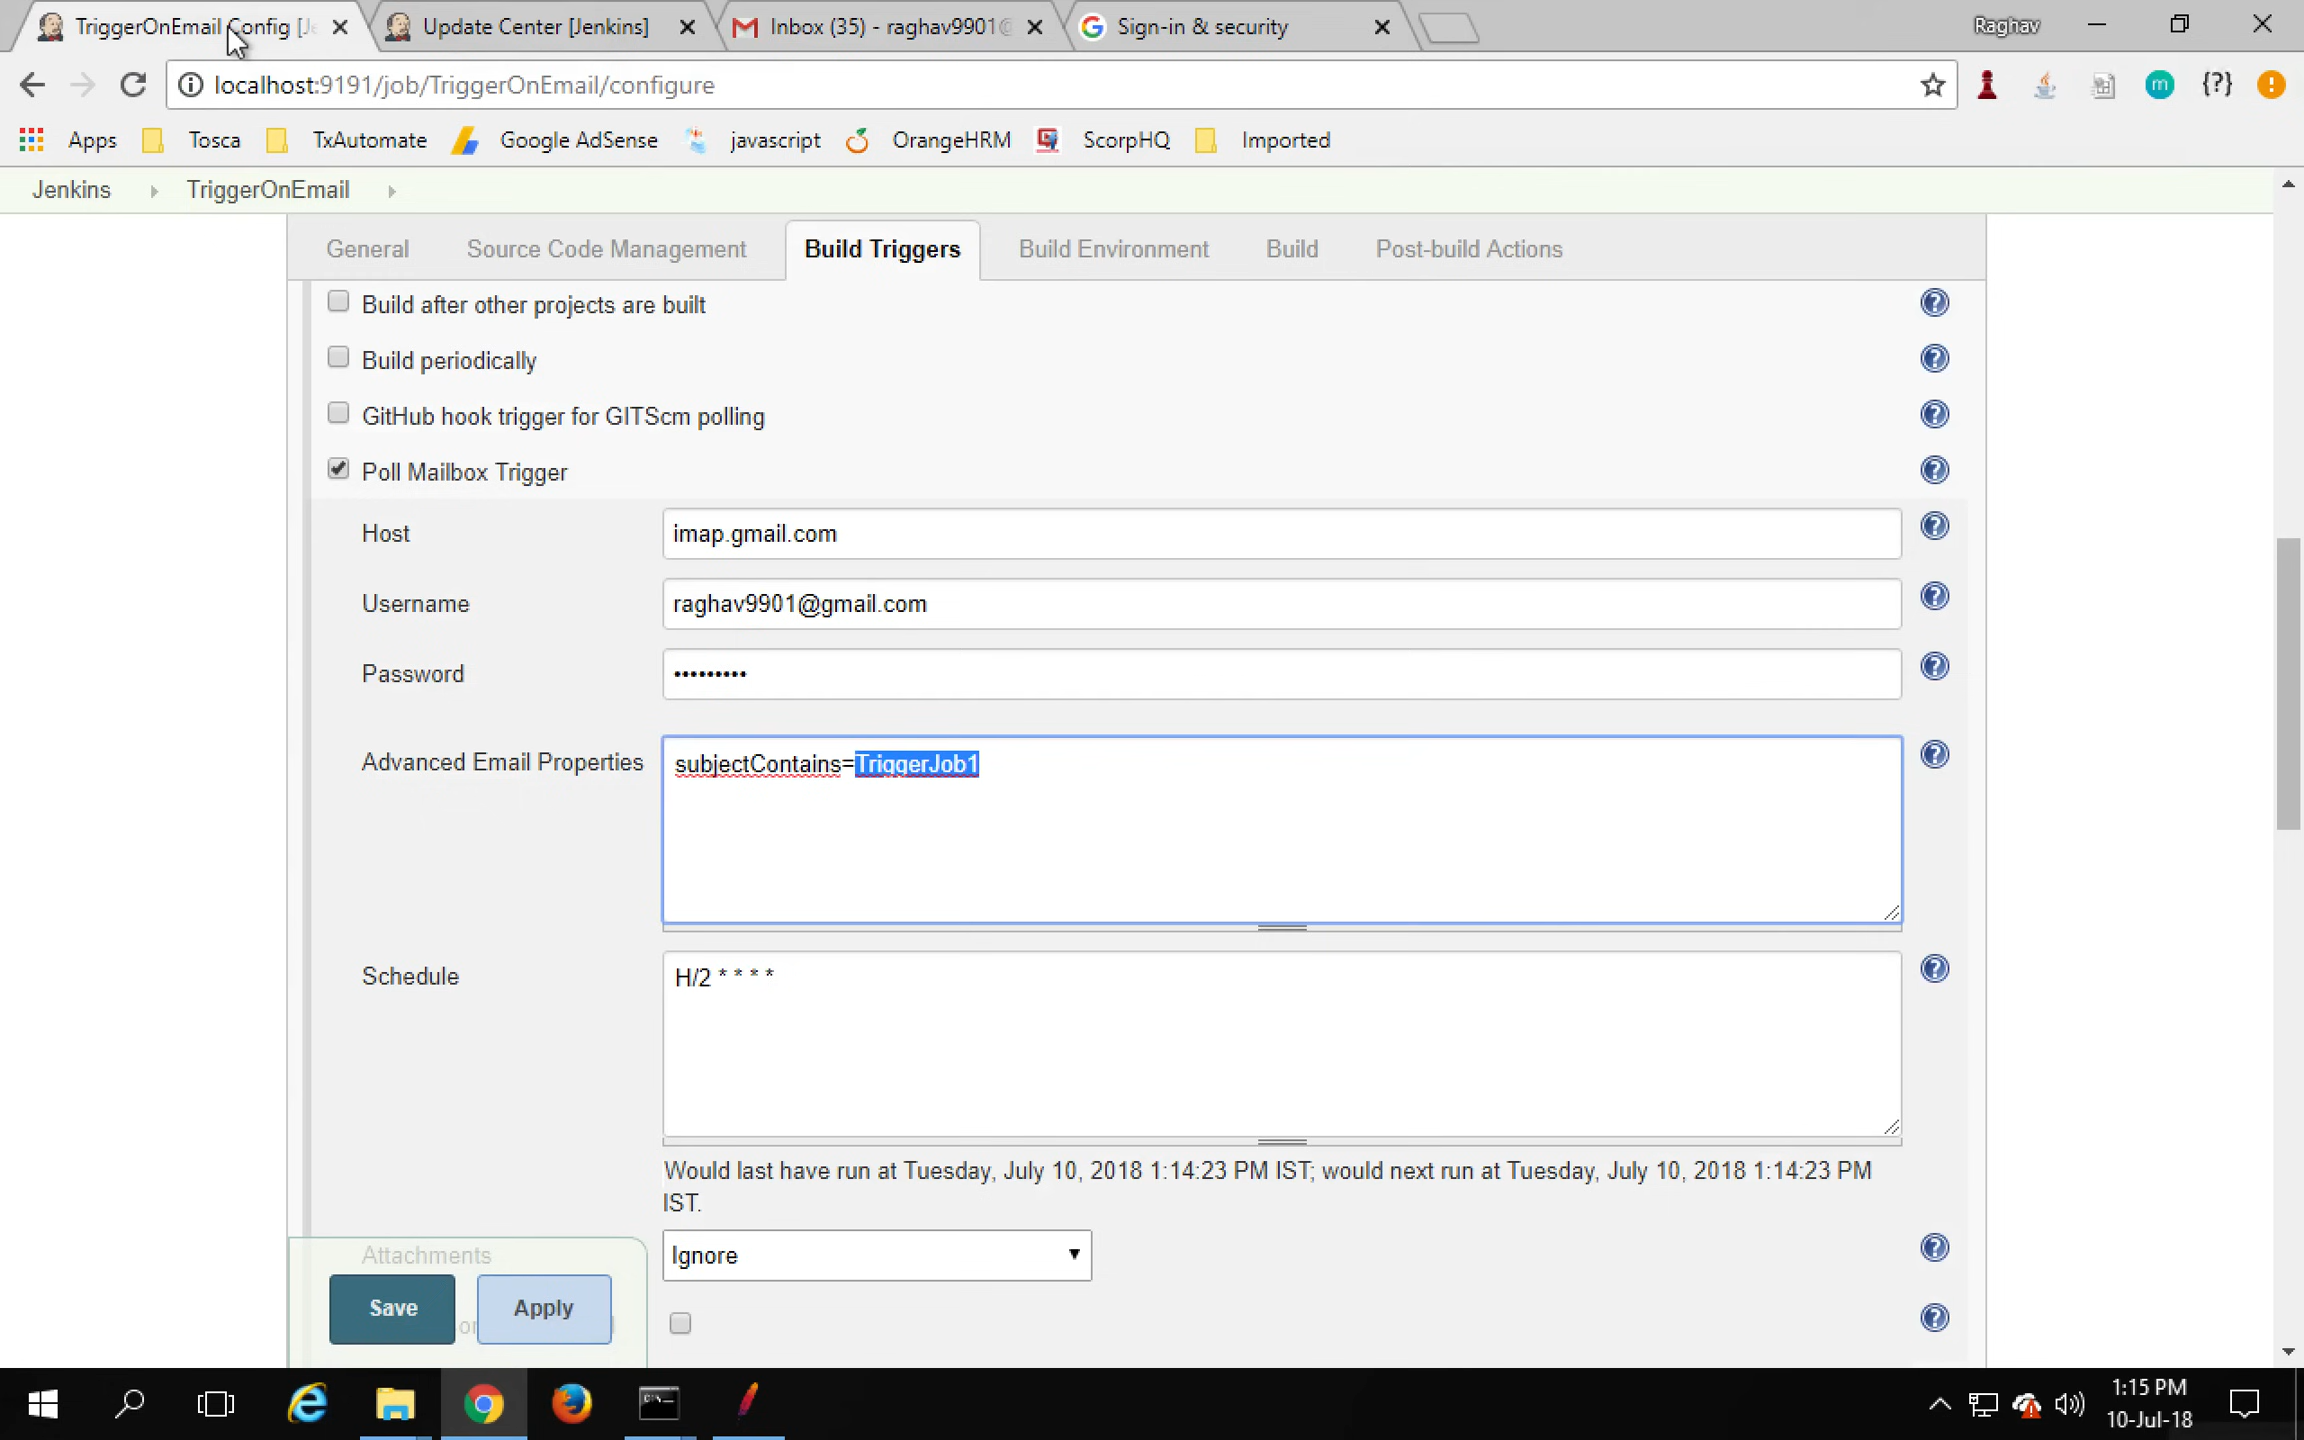 TriggerOnEmail Config [Je
Update Center [Jenkins]
Inbox (35) - raghav9901@
Sign-in & security
Raghav
localhost:9191/job/TriggerOnEmail/configure
m
{?}
Apps
Tosca
TxAutomate
Google AdSense
javascript
OrangeHRM
ScorpHQ
Imported
Jenkins
TriggerOnEmail
General
Source Code Management
Build Triggers
Build Environment
Build
Post-build Actions
Build after other projects are built
Build periodically
GitHub hook trigger for GITScm polling
Poll Mailbox Trigger
Host
imap.gmail.com
Username
raghav9901@gmail.com
Password
•••••••••
Advanced Email Properties
subjectContains=TriggerJob1
Schedule
H/2 * * * *
Would last have run at Tuesday, July 10, 2018 1:14:23 PM IST; would next run at Tuesday, July 10, 2018 1:14:23 PM
IST.
Attachments
Ignore
Save
Apply
1:15 PM
10-Jul-18